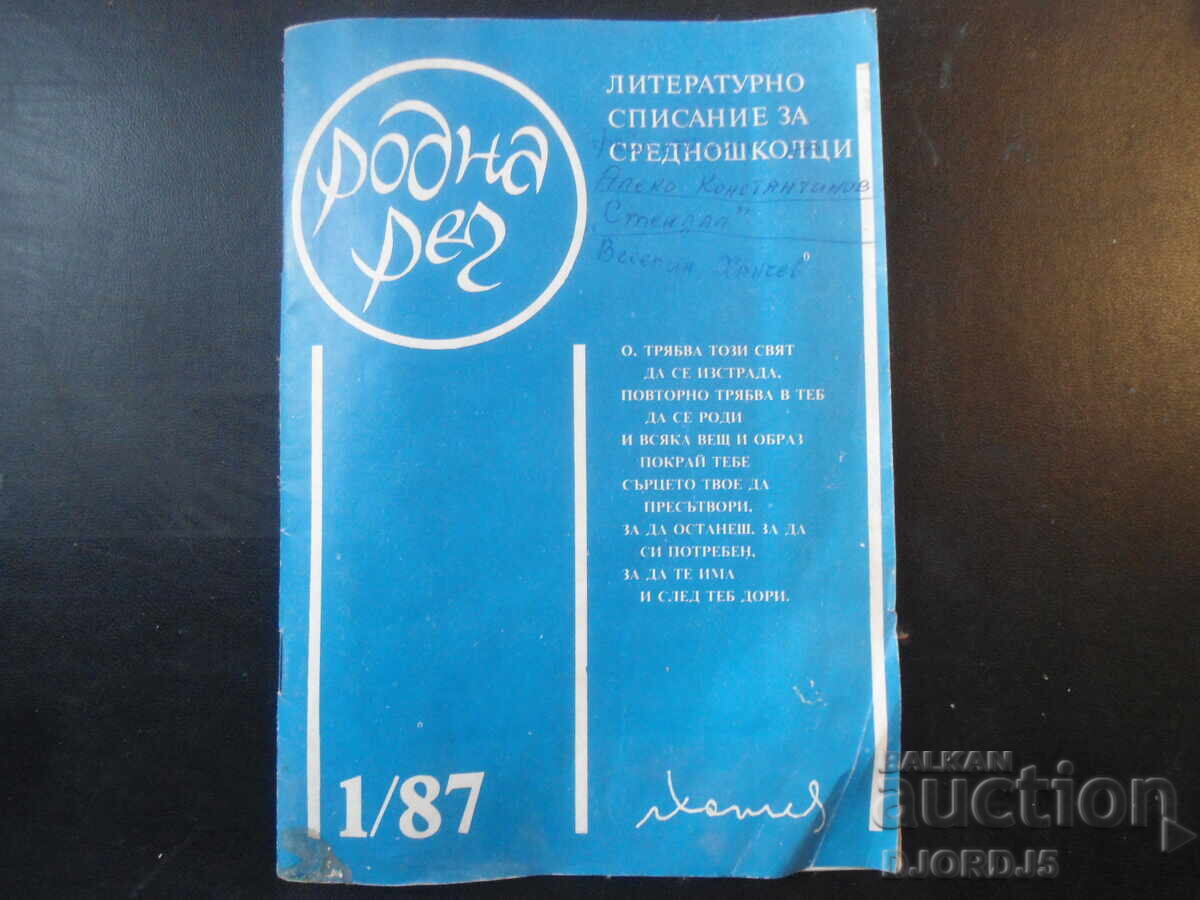 родна
реч
ЛИТЕРАТУРНО
СПИСАНИЕ ЗА
СРЕДНОШКОЛЦИ
Алеко Константинов
"Стендал"
Веселин Ханчев
О, ТРЯБВА ТОЗИ СВЯТ
ДА СЕ ИЗСТРАДА,
ПОВТОРНО ТРЯБВА В ТЕБ
ДА СЕ РОДИ
И ВСЯКА ВЕЩ И ОБРАЗ
ПОКРАЙ ТЕБЕ
СЪРЦЕТО ТВОЕ ДА
ПРЕСЪТВОРИ,
ЗА ДА ОСТАНЕШ, ЗА ДА
СИ ПОТРЕБЕН,
ЗА ДА ТЕ ИМА
И СЛЕД ТЕБ ДОРИ.
1/87
BALKAN
auction
DJORDJ5